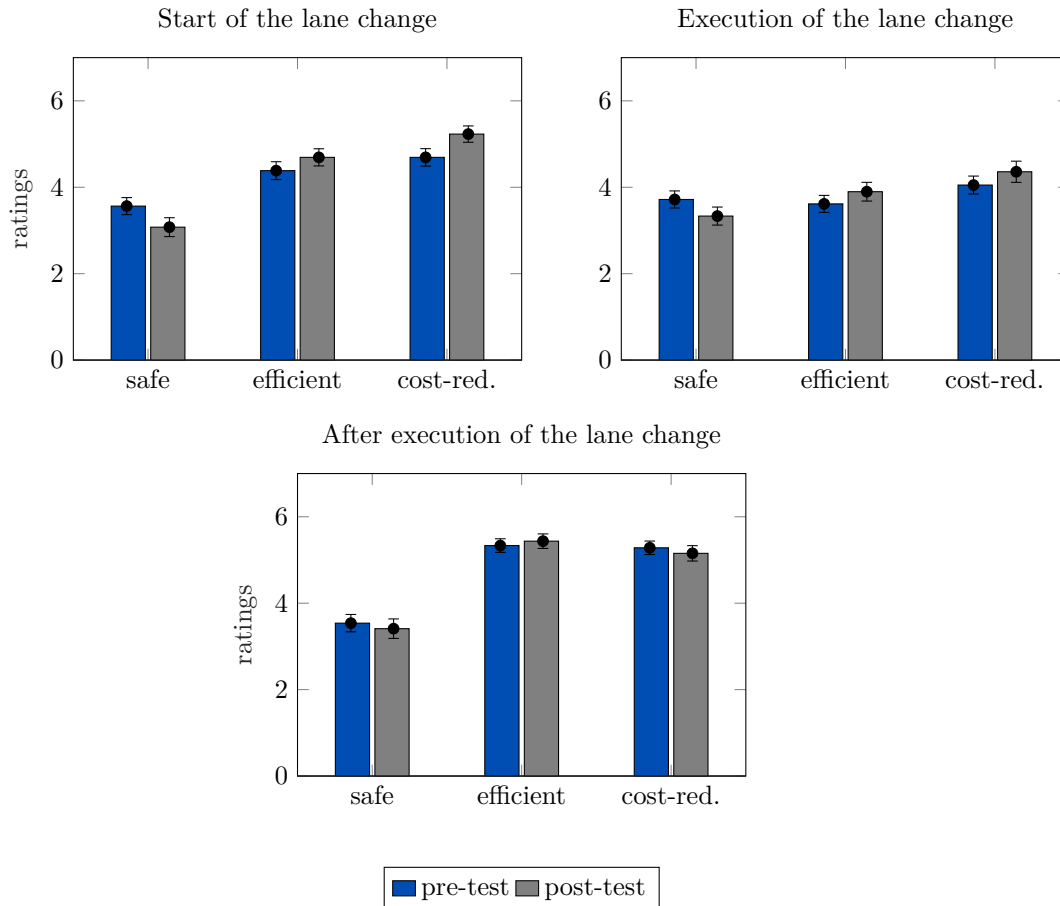 Start of the lane change
ratings
6
4
2
0
safe efficient cost-red.
Execution of the lane change
6
4
2
0
safe efficient cost-red.
After execution of the lane change
ratings
6
4
2
0
safe efficient cost-red.
pre-test post-test